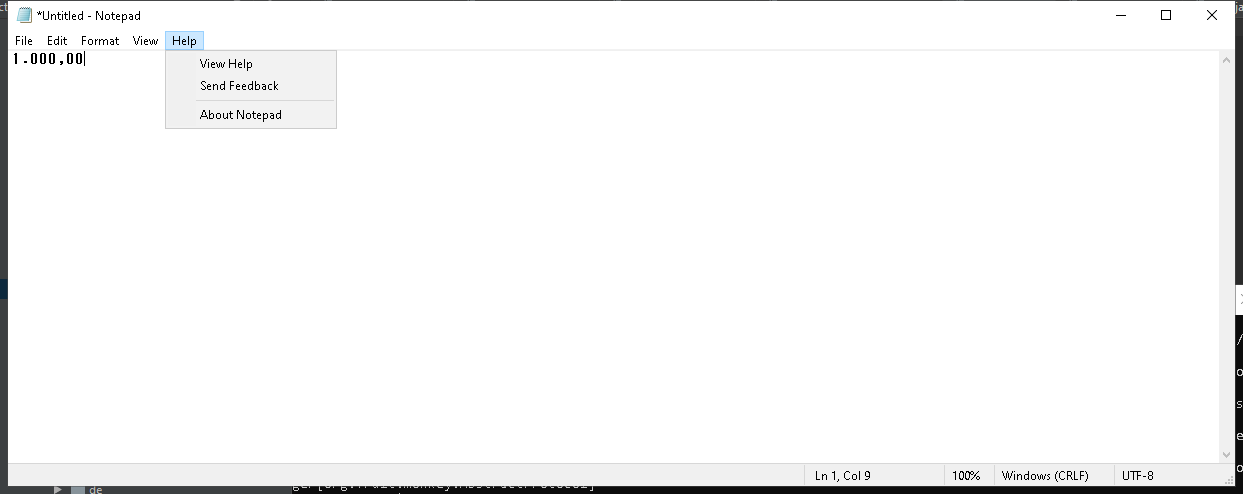 *Untitled - Notepad
File Edit Format View Help
1.000,00
View Help
Send Feedback
About Notepad
Ln 1, Col 9 100% Windows (CRLF) UTF-8
de